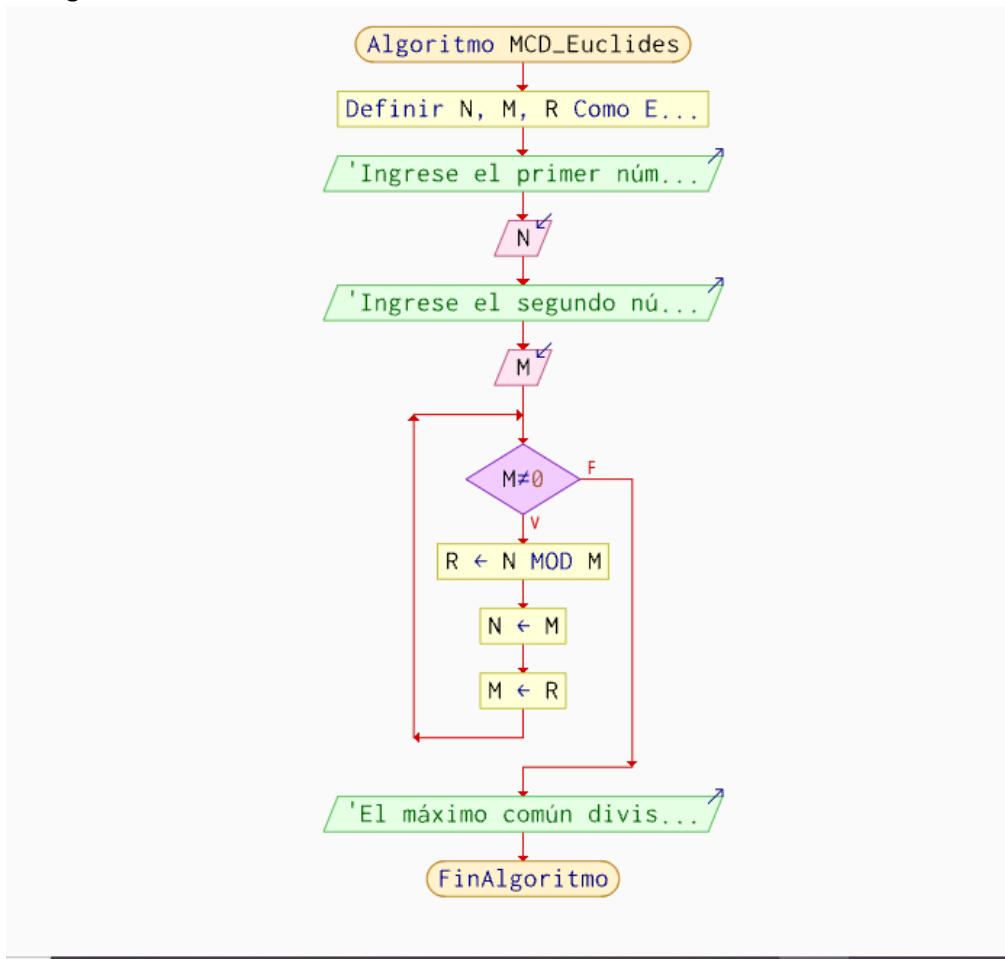 Algoritmo MCD_Euclides
Definir N, M, R Como E...
'Ingrese el primer núm...
N
'Ingrese el segundo nú...
M
M≠0
F
V
R ← N MOD M
N ← M
M ← R
'El máximo común divis...
FinAlgoritmo